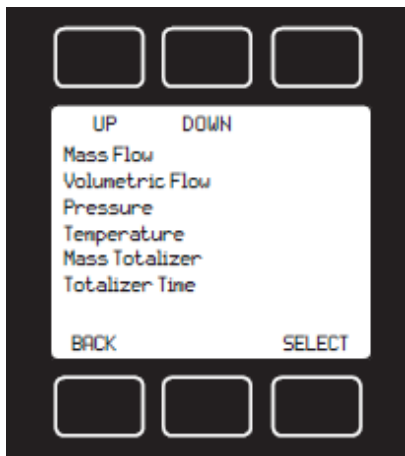 UP DOWN
Mass Flow
Volumetric Flow
Pressure
Temperature
Mass Totalizer
Totalizer Time
BACK SELECT